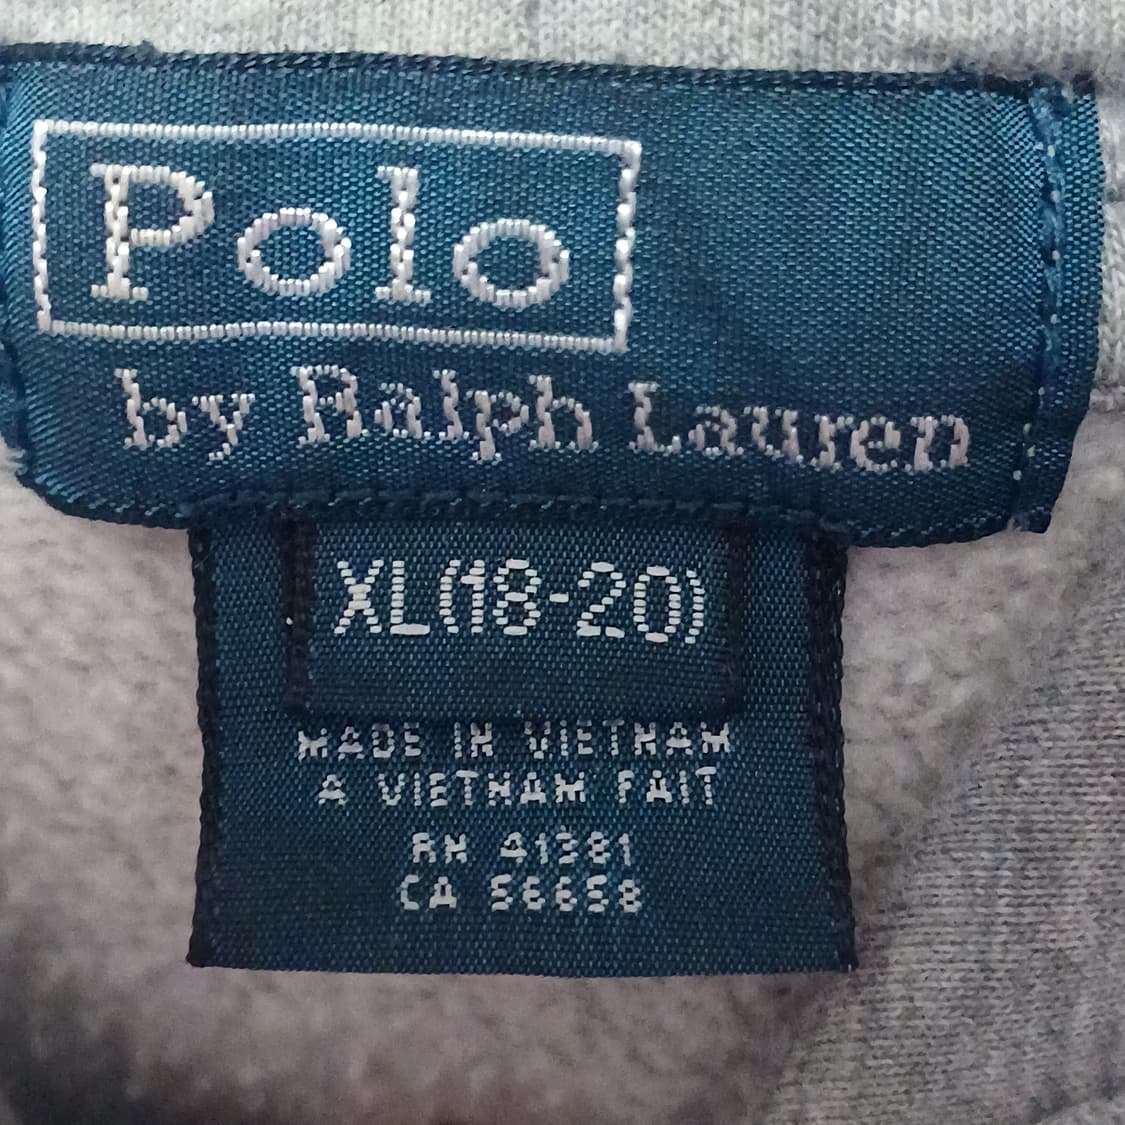 Polo
by Ralph Lauren
XL(18-20)
MADE IN VIETNAM
A VIETNAM FAIT
RN 41381
CA 56658